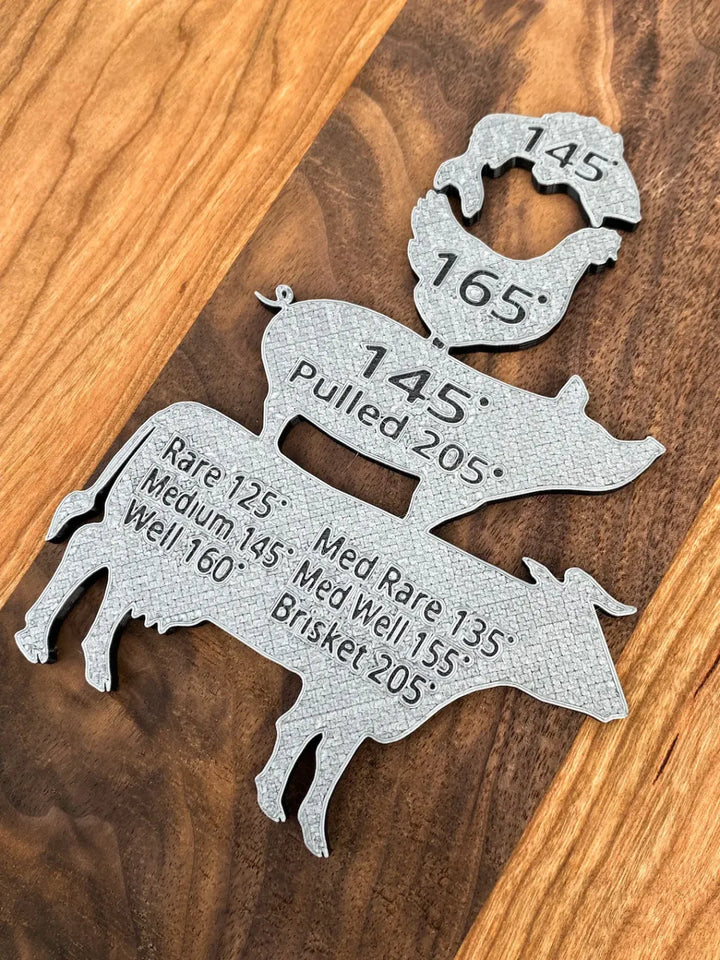 145°
165°
145°
Pulled 205°
Rare 125°
Medium 145°
Well 160°
Med Rare 135°
Med Well 155°
Brisket 205°